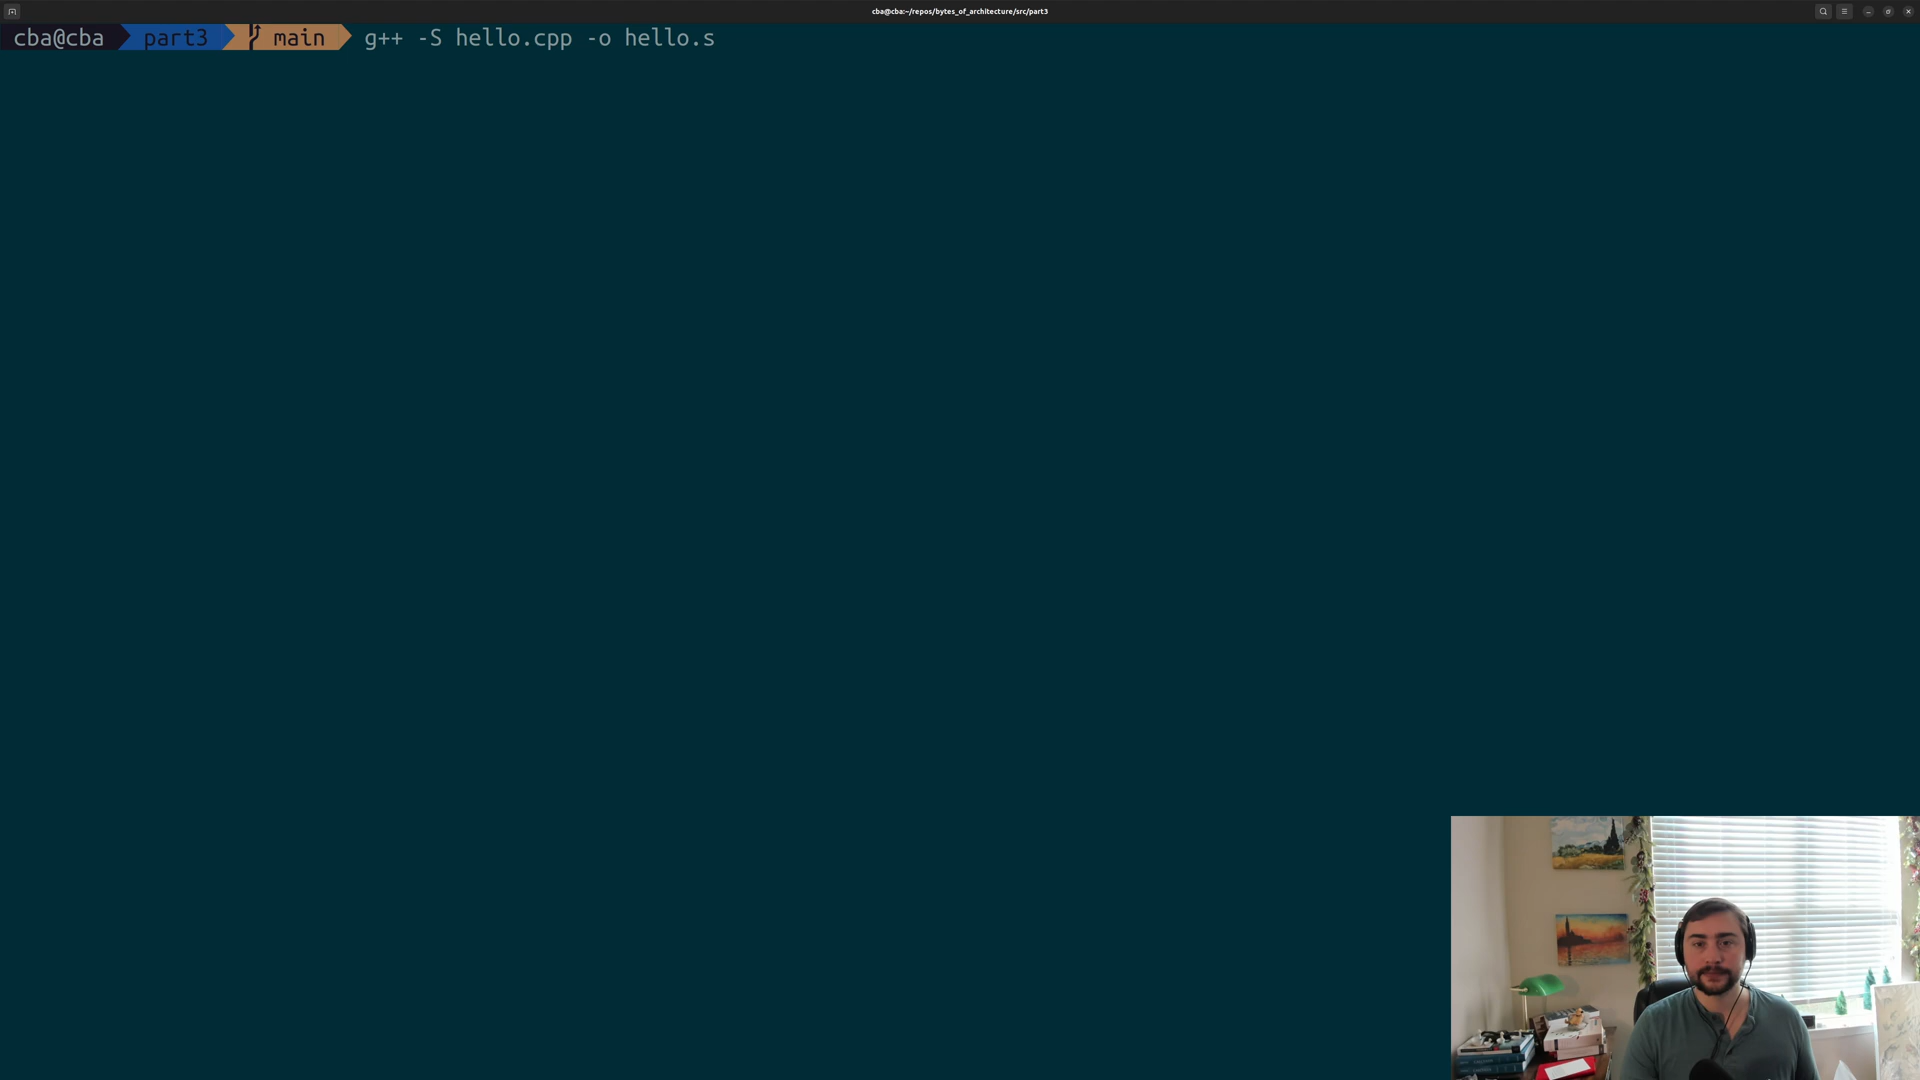 cba@cba:~/repos/bytes_of_architecture/src/part3
cba@cba part3 main g++ -S hello.cpp -o hello.s